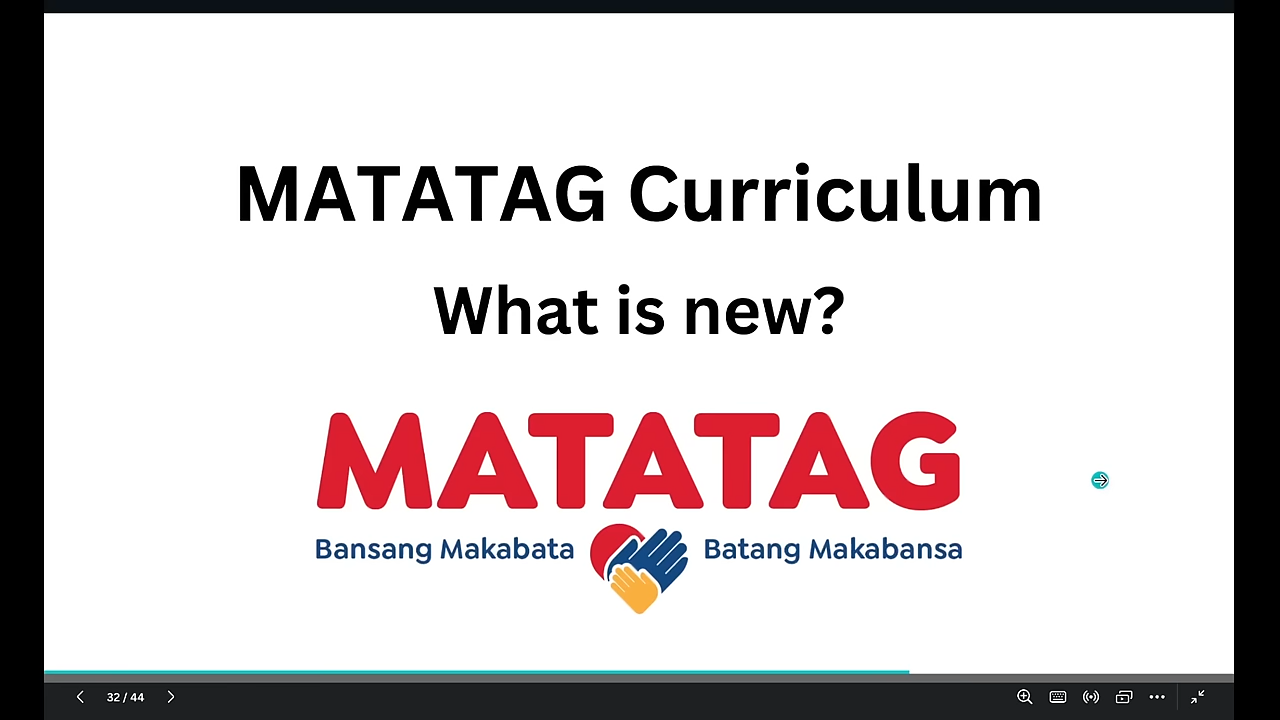 MATATAG Curriculum
What is new?
MATATAG
Bansang Makabata Batang Makabansa
32 / 44